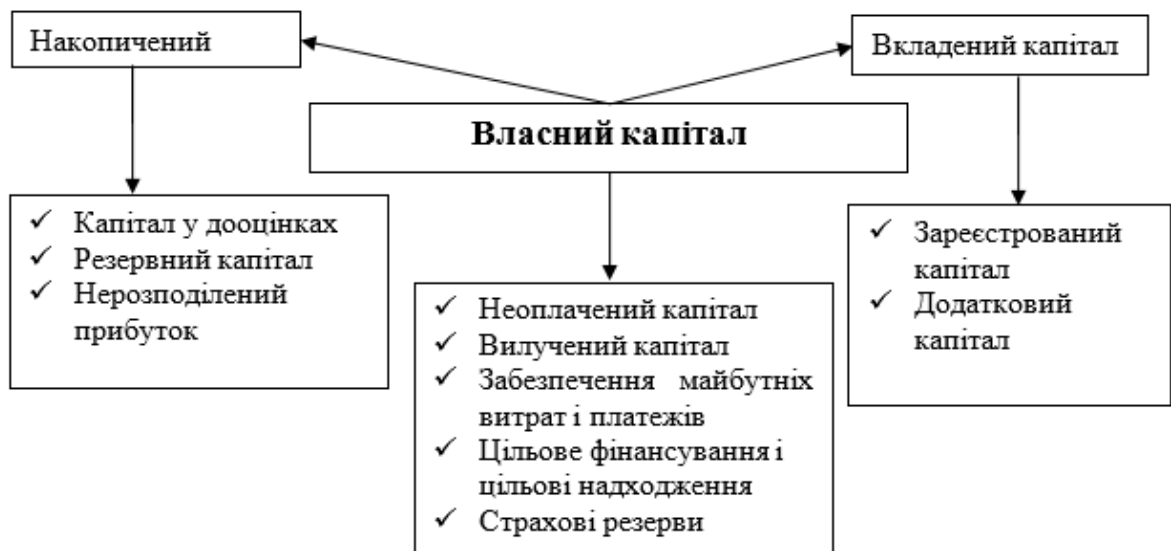 Накопичений
Вкладений капітал
Власний капітал
✓ Капітал у дооцінках
✓ Резервний капітал
✓ Нерозподілений
прибуток
✓ Неоплачений капітал
✓ Вилучений капітал
✓ Забезпечення майбутніх
витрат і платежів
✓ Цільове фінансування і
цільові надходження
✓ Страхові резерви
✓ Зареєстрований
капітал
✓ Додатковий
капітал